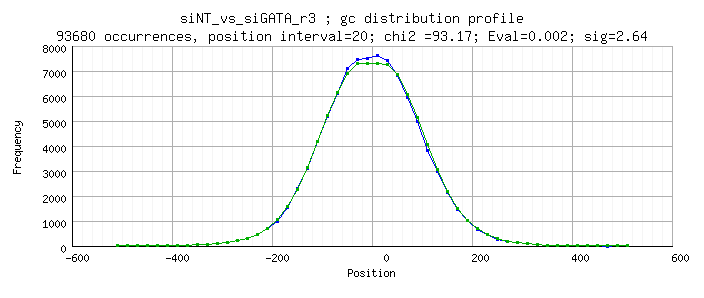 siNT_vs_siGATA_r3 ; gc distribution profile
93680 occurrences, position interval=20; chi2 =93.17; Eval=0.002; sig=2.64
8000
7000
6000
5000
4000
3000
2000
1000
0
Frequency
-600 -400 -200 0 200 400 600
Position